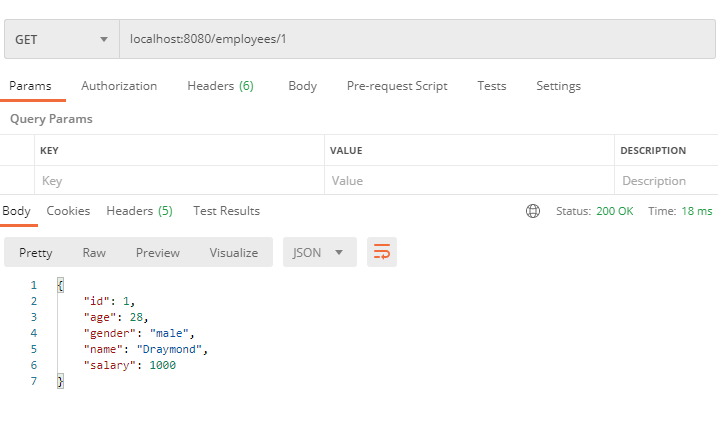 GET localhost:8080/employees/1
Params Authorization Headers (6) Body Pre-request Script Tests Settings
Query Params
KEY VALUE DESCRIPTION
Key Value Description
Body Cookies Headers (5) Test Results Status: 200 OK Time: 18 ms
Pretty Raw Preview Visualize JSON
1 {
2 "id": 1,
3 "age": 28,
4 "gender": "male",
5 "name": "Draymond",
6 "salary": 1000
7 }